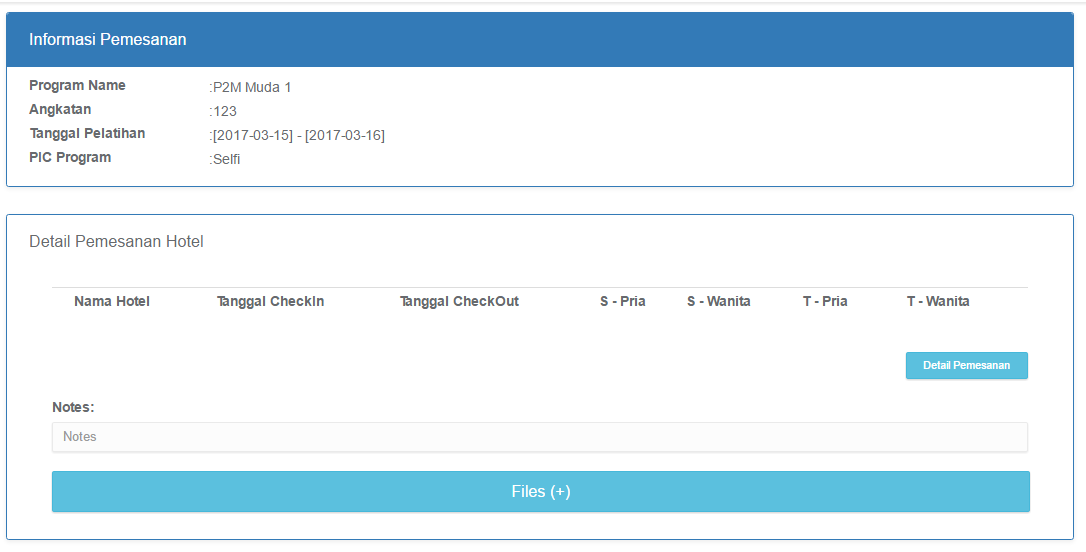 Informasi Pemesanan
Program Name :P2M Muda 1
Angkatan :123
Tanggal Pelatihan :[2017-03-15] - [2017-03-16]
PIC Program :Selfi
Detail Pemesanan Hotel
Nama Hotel Tanggal CheckIn Tanggal CheckOut S - Pria S - Wanita T - Pria T - Wanita
Detail Pemesanan
Notes:
Notes
Files (+)